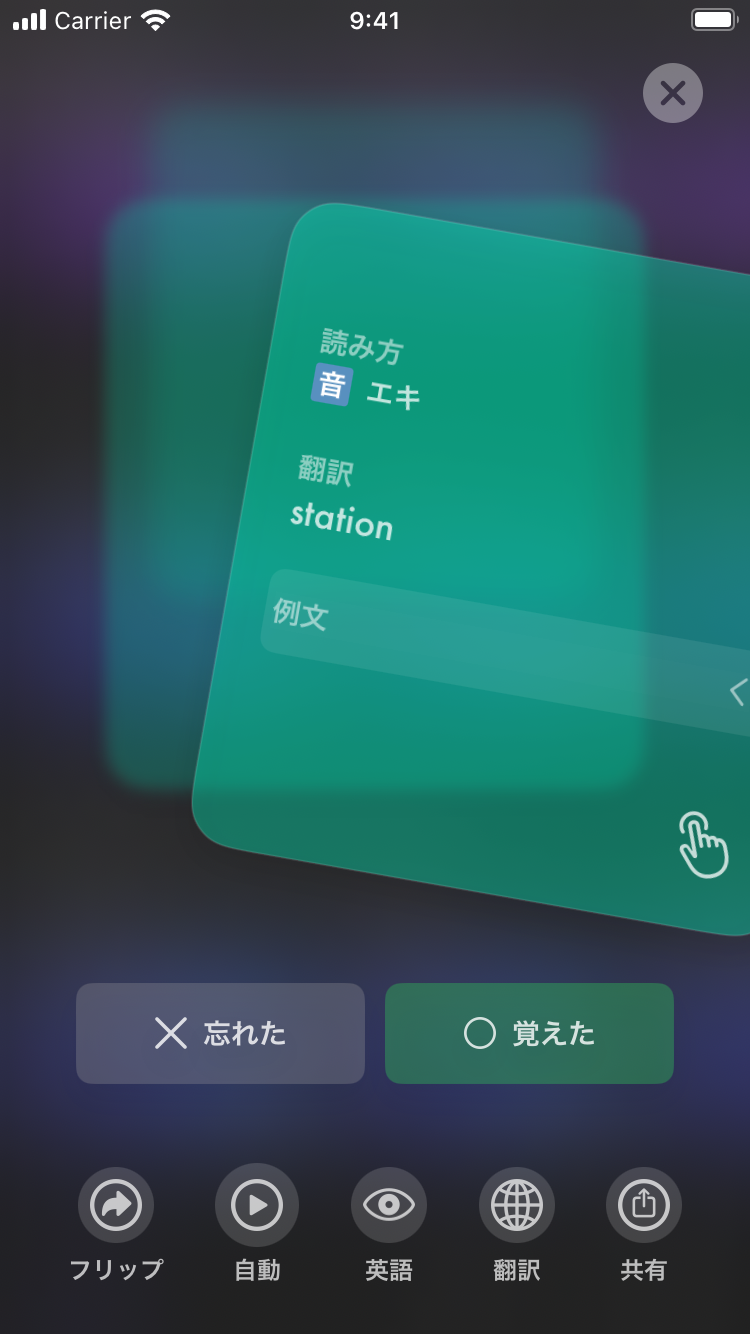 Carrier 9:41
読み方
音 エキ
翻訳
station
例文
忘れた 覚えた
フリップ 自動 英語 翻訳 共有